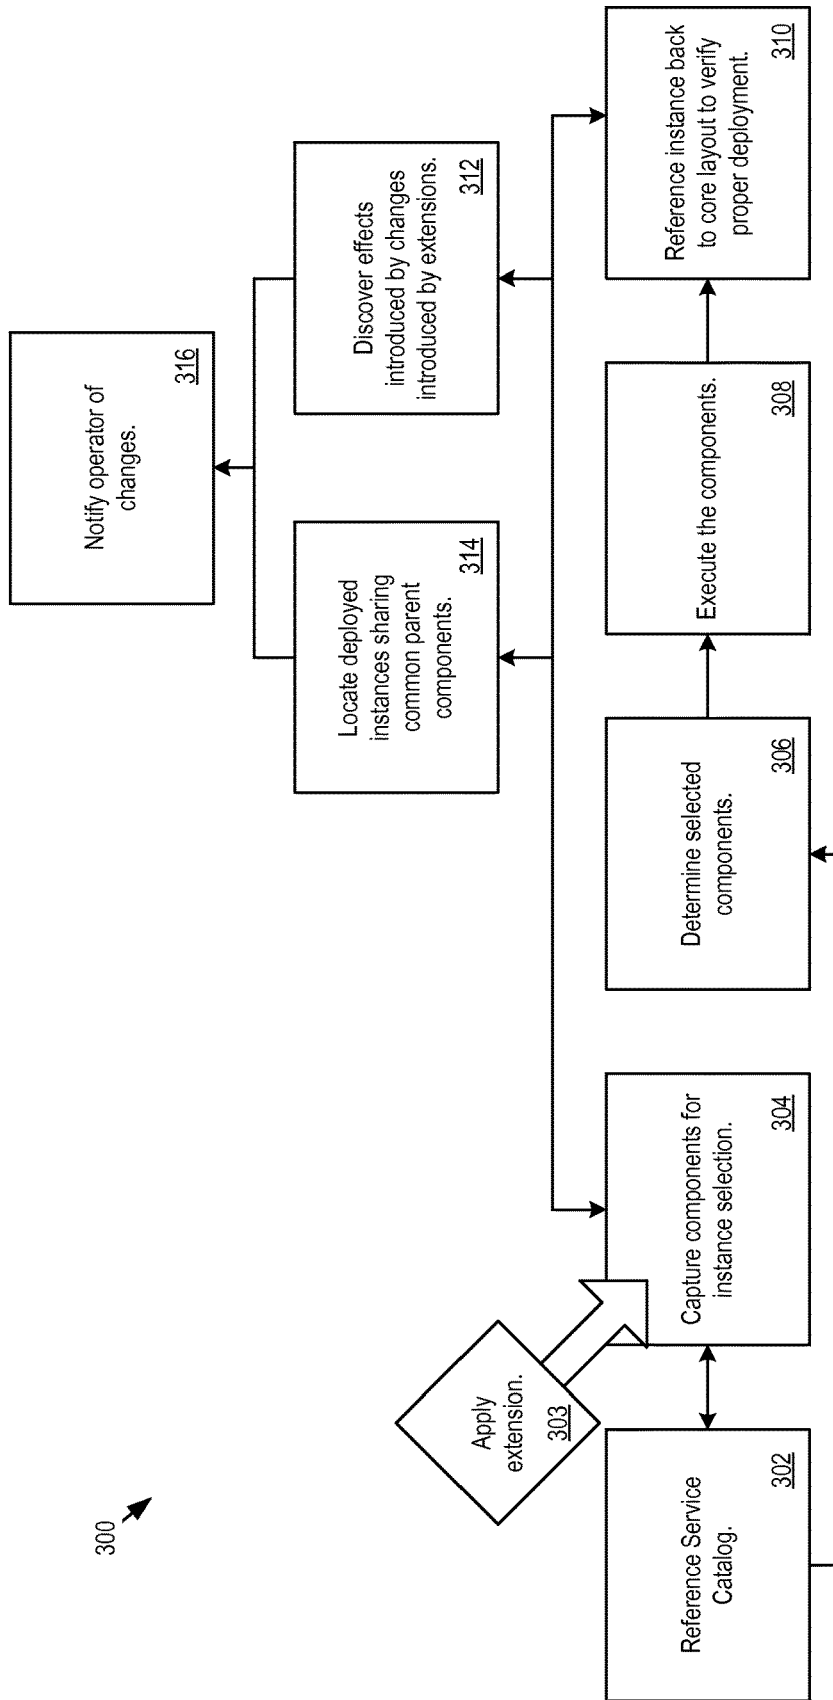 300
Notify operator of
changes.
316
Locate deployed
instances sharing
common parent
components.
314
Discover effects
introduced by changes
introduced by extensions.
312
Apply
extension.
303
Reference Service
Catalog.
302
Capture components for
instance selection.
304
Determine selected
components.
306
Execute the components.
308
Reference instance back
to core layout to verify
proper deployment.
310